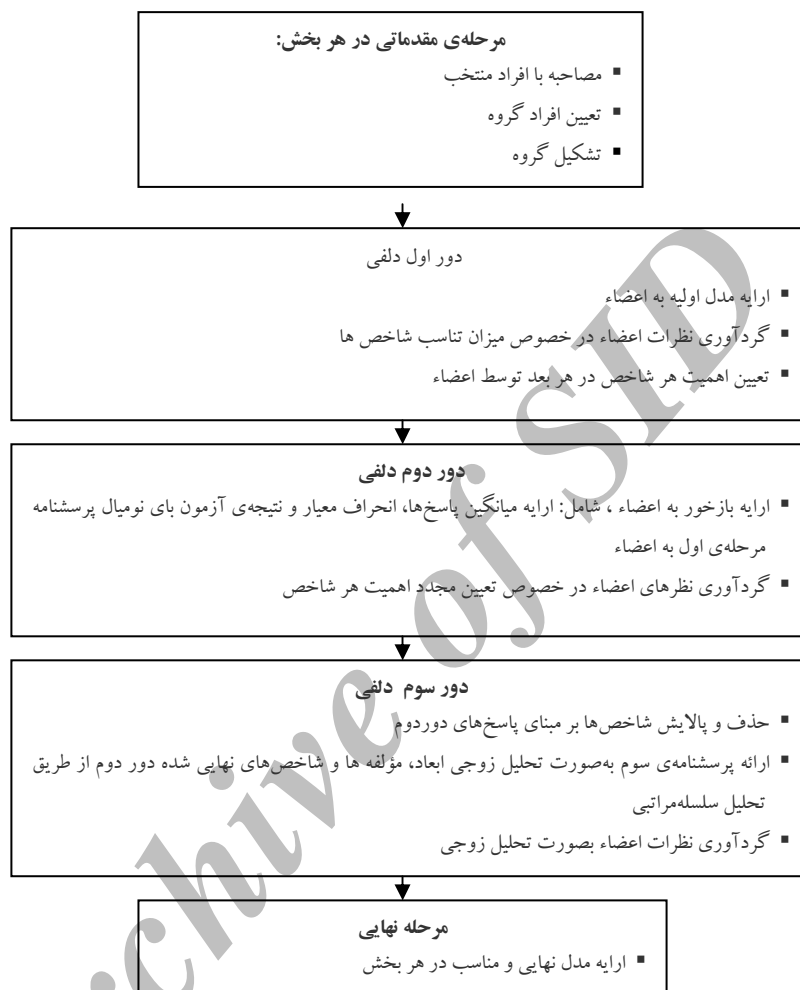 مرحله‌ی مقدماتی در هر بخش:
▪ مصاحبه با افراد منتخب
▪ تعیین افراد گروه
▪ تشکیل گروه
دور اول دلفی
▪ ارایه مدل اولیه به اعضاء
▪ گردآوری نظرات اعضاء در خصوص میزان تناسب شاخص ها
▪ تعیین اهمیت هر شاخص در هر بعد توسط اعضاء
دور دوم دلفی
▪ ارایه بازخور به اعضاء ، شامل: ارایه میانگین پاسخ‌ها، انحراف معیار و نتیجه‌ی آزمون بای نومیال پرسشنامه
مرحله‌ی اول به اعضاء
▪ گردآوری نظرهای اعضاء در خصوص تعیین مجدد اهمیت هر شاخص
دور سوم دلفی
▪ حذف و پالایش شاخص‌ها بر مبنای پاسخ‌های دوردوم
▪ ارائه پرسشنامه‌ی سوم به‌صورت تحلیل زوجی ابعاد، مؤلفه ها و شاخص‌های نهایی شده دور دوم از طریق
تحلیل سلسله‌مراتبی
▪ گردآوری نظرات اعضاء بصورت تحلیل زوجی
مرحله نهایی
▪ ارایه مدل نهایی و مناسب در هر بخش
chive of SID